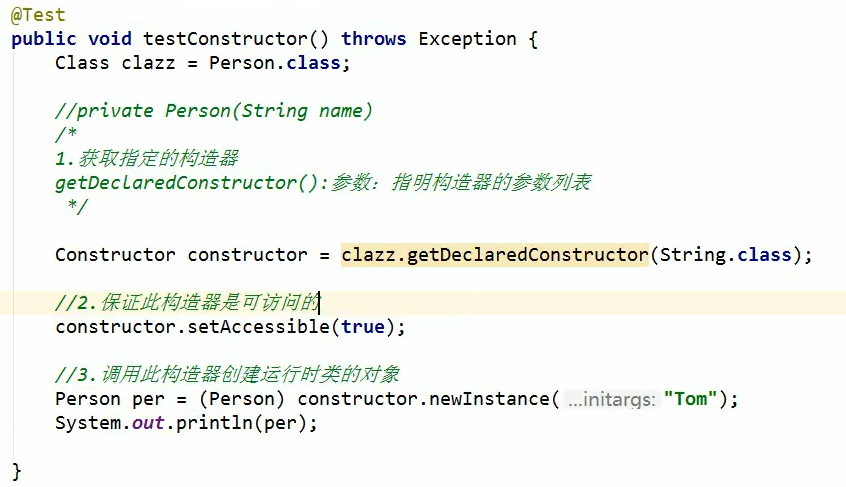 @Test
public void testConstructor() throws Exception {
    Class clazz = Person.class;
    //private Person(String name)
    /*
    1.获取指定的构造器
    getDeclaredConstructor():参数：指明构造器的参数列表
     */
    Constructor constructor = clazz.getDeclaredConstructor(String.class);
    //2.保证此构造器是可访问的
    constructor.setAccessible(true);
    //3.调用此构造器创建运行时类的对象
    Person per = (Person) constructor.newInstance( ...initargs: "Tom");
    System.out.println(per);
}